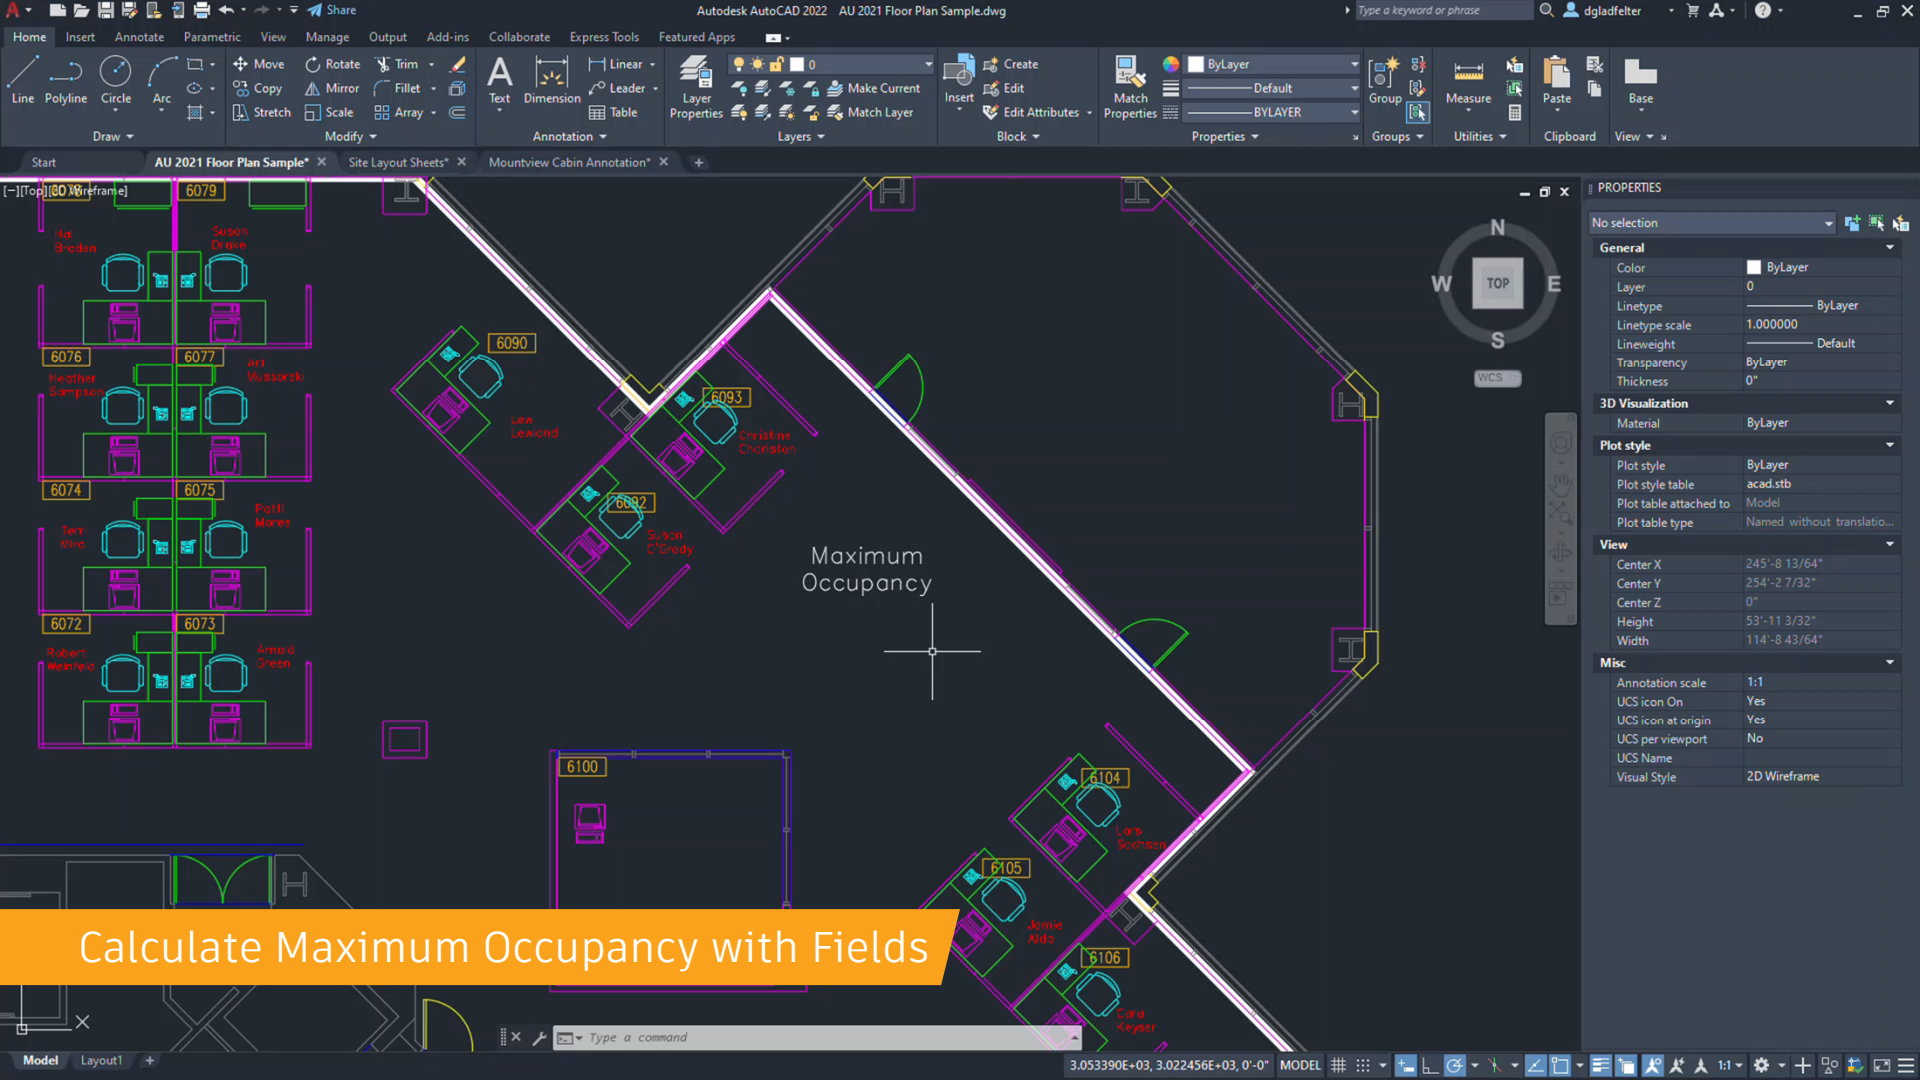 Share
Autodesk AutoCAD 2022 AU 2021 Floor Plan Sample.dwg
Type a keyword or phrase
dgladfelter
Home Insert Annotate Parametric View Manage Output Add-ins Collaborate Express Tools Featured Apps
Line Polyline Circle Arc
Draw
Move Rotate Trim
Copy Mirror Fillet
Stretch Scale Array
Modify
Text Dimension
Linear
Leader
Table
Annotation
Layer Properties
0
Make Current
Match Layer
Layers
Insert
Create
Edit
Edit Attributes
Block
Match Properties
ByLayer
Default
BYLAYER
Properties
Group
Groups
Measure
Utilities
Paste
Clipboard
Base
View
Start
AU 2021 Floor Plan Sample*
Site Layout Sheets*
Mountview Cabin Annotation*
[−][Top][2D Wireframe]
6078 6079
Hal
Braden
Susan
Drake
6076 6077
Heather
Sampson
Art
Mussorski
6074 6075
Terri
Patti
Mores
6072 6073
Robert
Weinfeld
Arnold
Green
6090
Lew
6093
Christine
Charleton
6092
Susan
O'Grady
Maximum
Occupancy
6100
6104
Lars
Sachsen
6105
Jamie
Aldo
6106
Cara
Keyser
N
W TOP E
S
WCS
PROPERTIES
No selection
General
Color ByLayer
Layer 0
Linetype ByLayer
Linetype scale 1.000000
Lineweight Default
Transparency ByLayer
Thickness 0"
3D Visualization
Material ByLayer
Plot style
Plot style ByLayer
Plot style table acad.stb
Plot table attached to Model
Plot table type Named without translatio...
View
Center X 245'-8 13/64"
Center Y 254'-2 7/32"
Center Z 0"
Height 53'-11 3/32"
Width 114'-8 43/64"
Misc
Annotation scale 1:1
UCS icon On Yes
UCS icon at origin Yes
UCS per viewport No
UCS Name
Visual Style 2D Wireframe
Calculate Maximum Occupancy with Fields
Type a command
Model Layout1
3.053390E+03, 3.022456E+03, 0'-0" MODEL
1:1